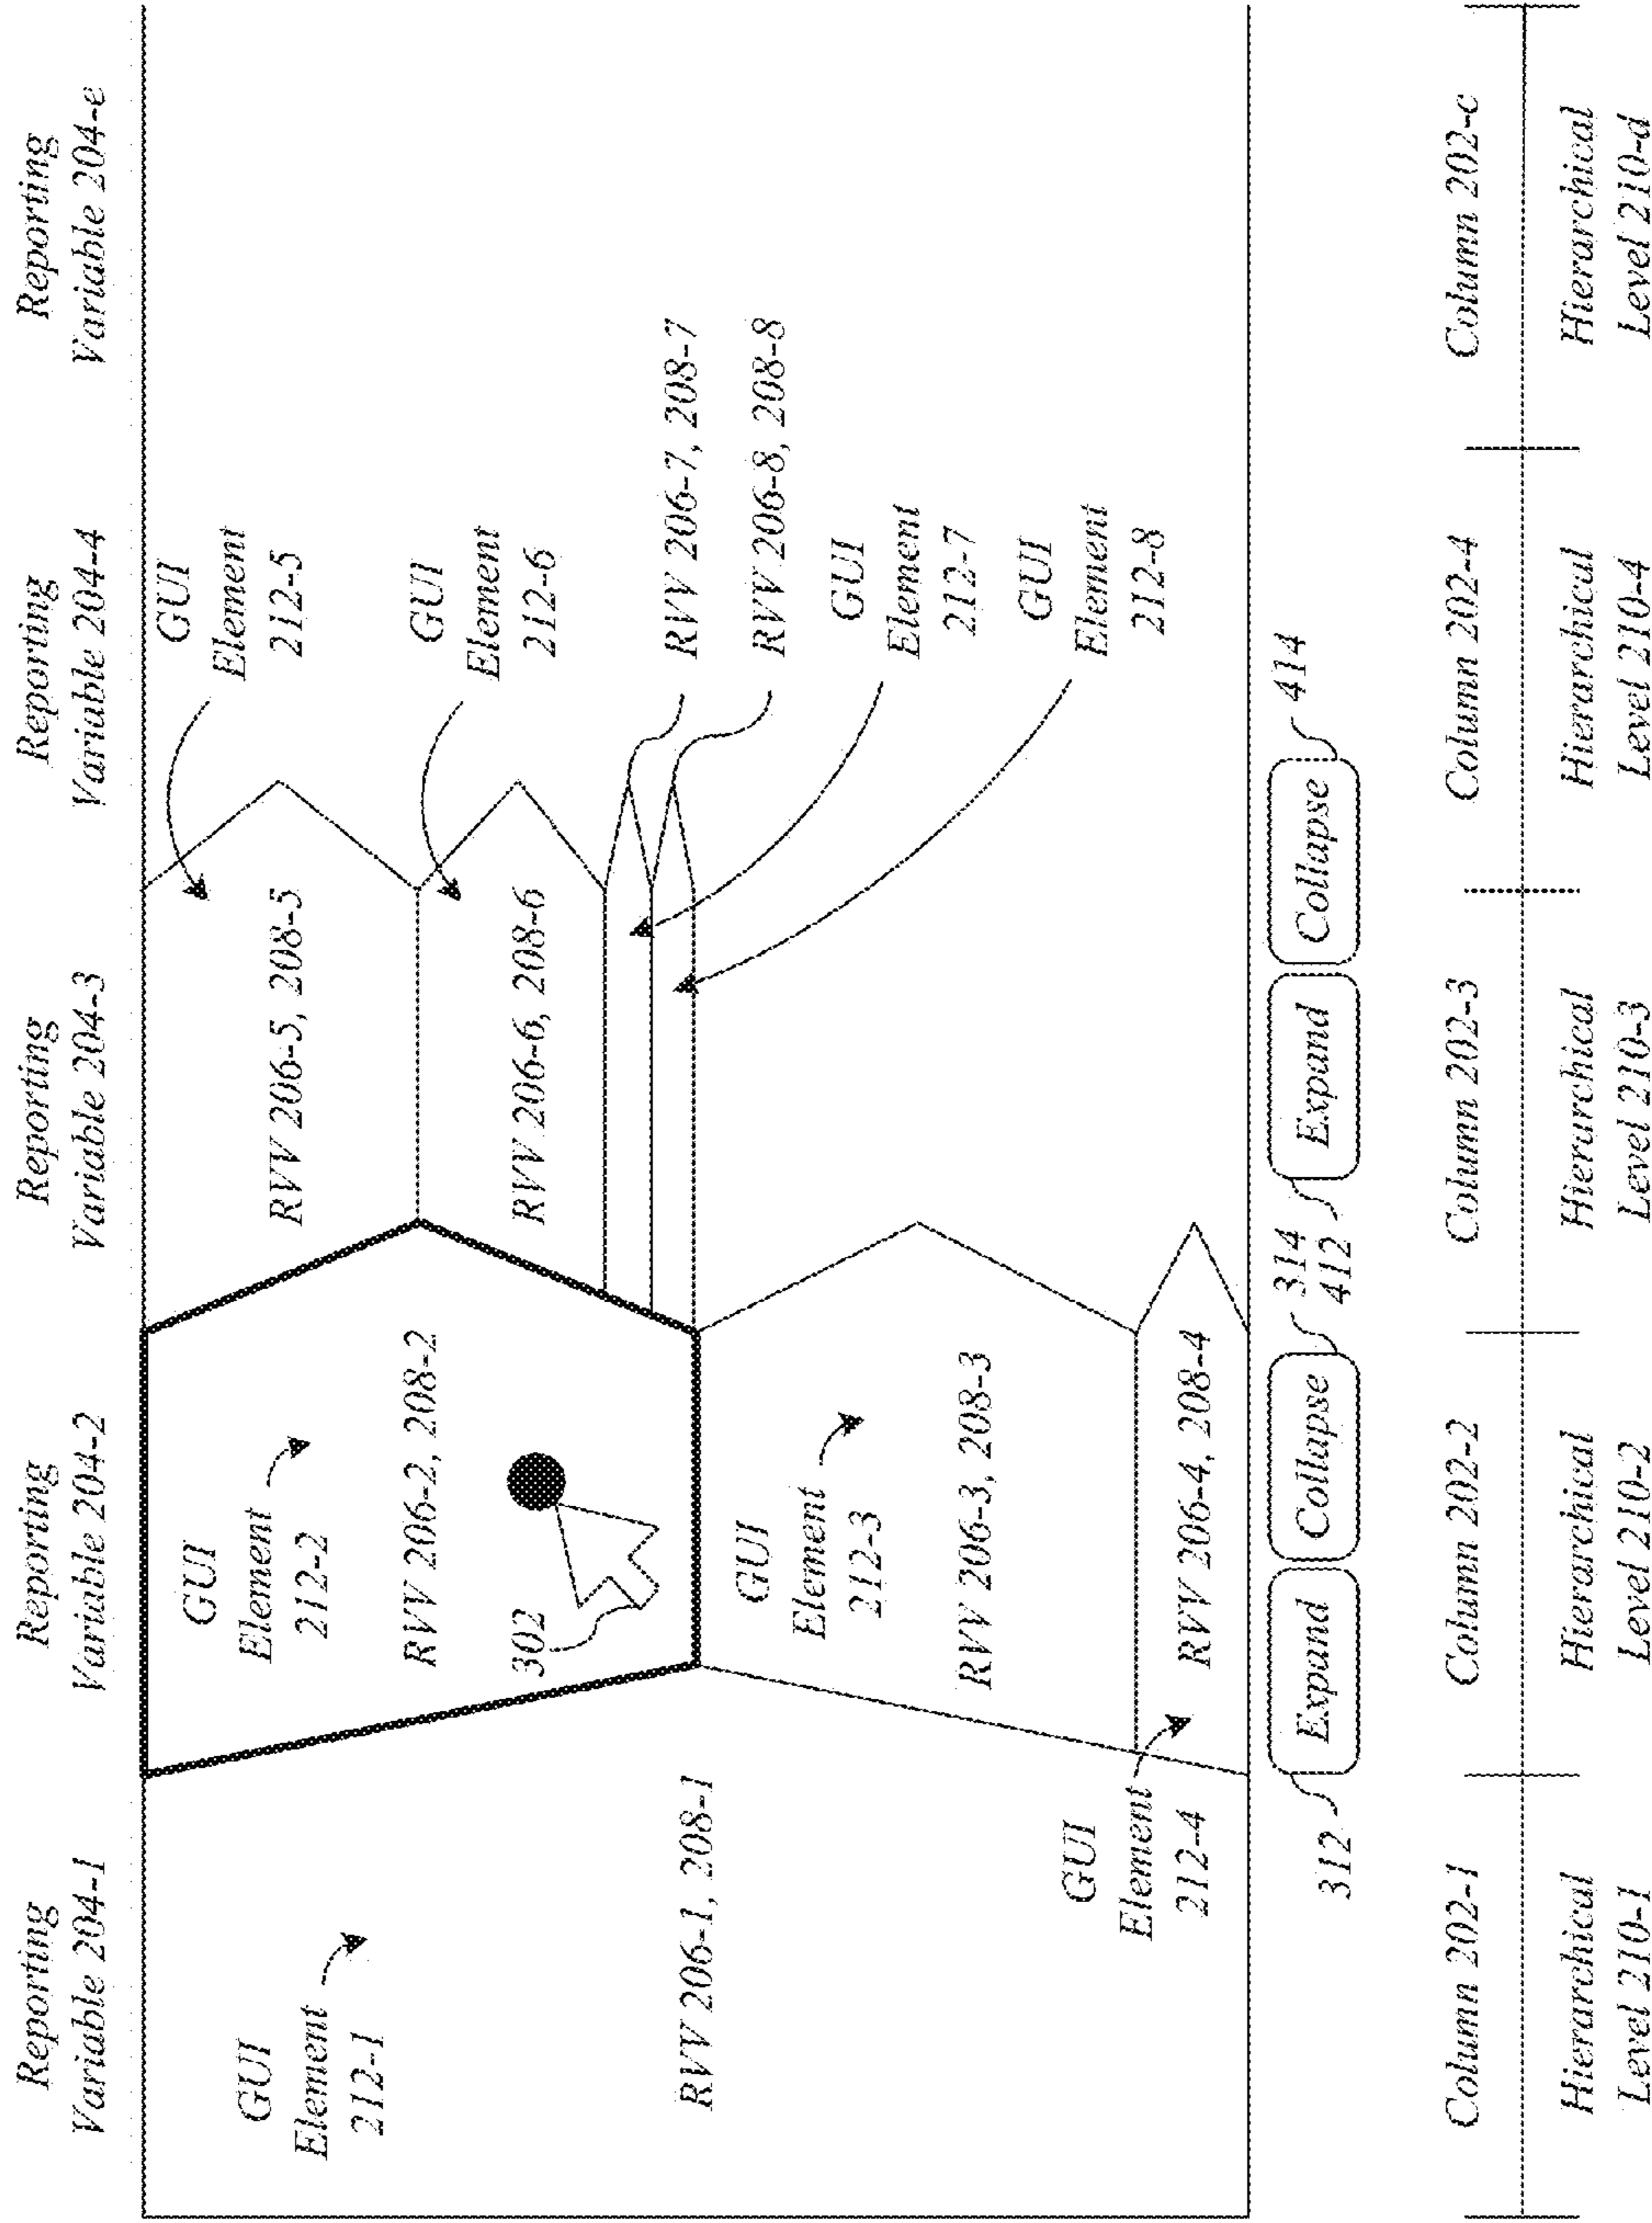 Reporting
Variable 204-1
Reporting
Variable 204-2
Reporting
Variable 204-3
Reporting
Variable 204-4
Reporting
Variable 204-e
GUI
Element
212-1
RVV 206-1, 208-1
GUI
Element
212-2
RVV 206-2, 208-2
302
GUI
Element
212-3
RVV 206-3, 208-3
GUI
Element
212-4
RVV 206-4, 208-4
RVV 206-5, 208-5
GUI
Element
212-5
RVV 206-6, 208-6
GUI
Element
212-6
RVV 206-7, 208-7
RVV 206-8, 208-8
GUI
Element
212-7
GUI
Element
212-8
312
Expand
Collapse
314
412
Expand
Collapse
414
Column 202-1
Column 202-2
Column 202-3
Column 202-4
Column 202-c
Hierarchical
Level 210-1
Hierarchical
Level 210-2
Hierarchical
Level 210-3
Hierarchical
Level 210-4
Hierarchical
Level 210-d